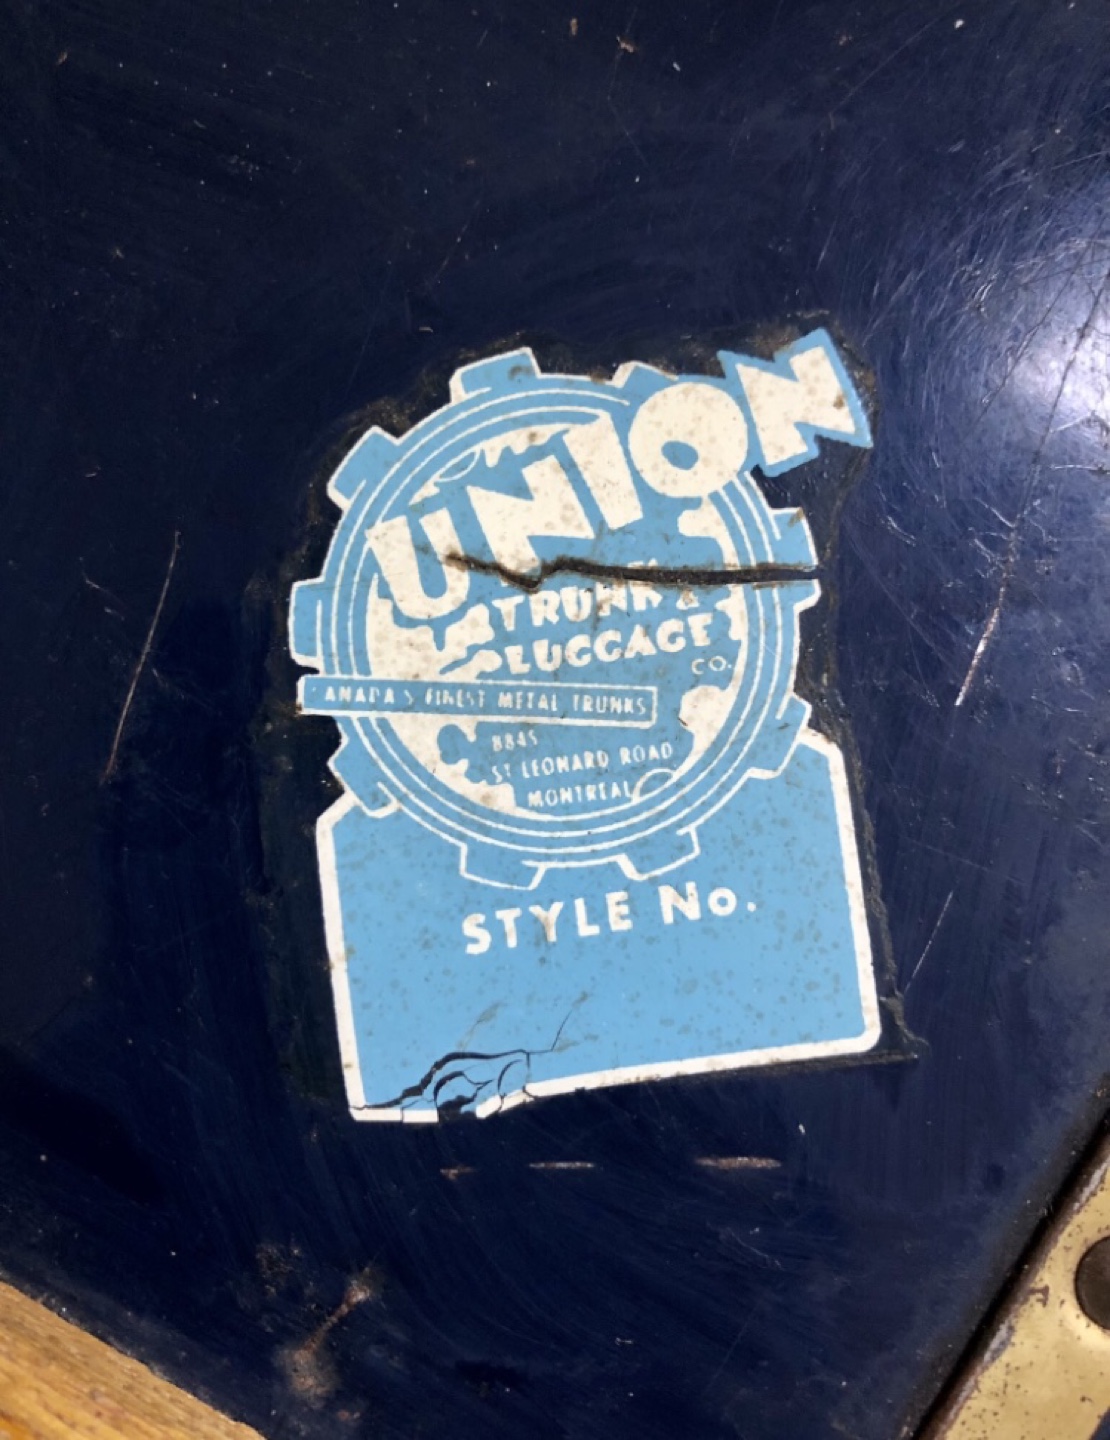 UNION
TRUNK &
LUGGAGE
CO.
ANADA'S FINEST METAL TRUNKS
8845
ST LEONARD ROAD
MONTREAL
STYLE No.